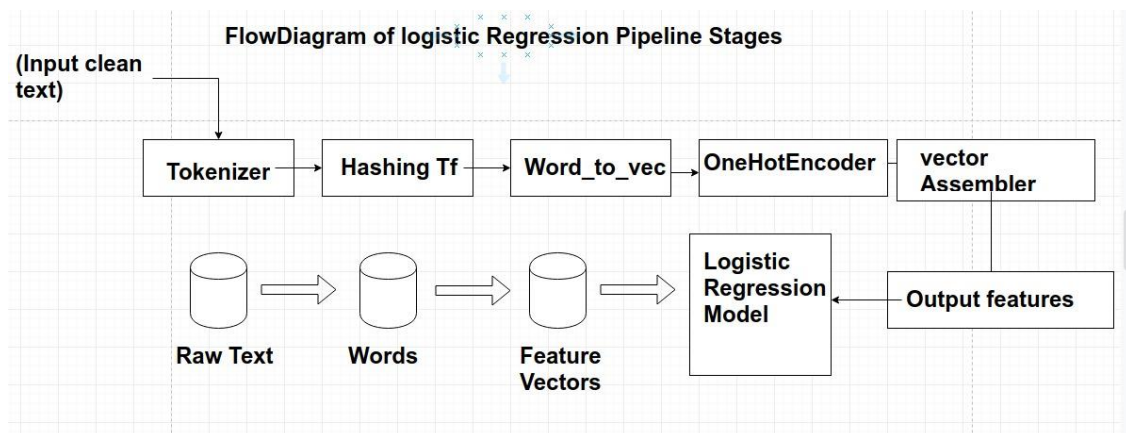 FlowDiagram of logistic Regression Pipeline Stages
(Input clean
text)
Tokenizer
Hashing Tf
Word_to_vec
OneHotEncoder
vector
Assembler
Logistic
Regression
Model
Output features
Raw Text
Words
Feature
Vectors